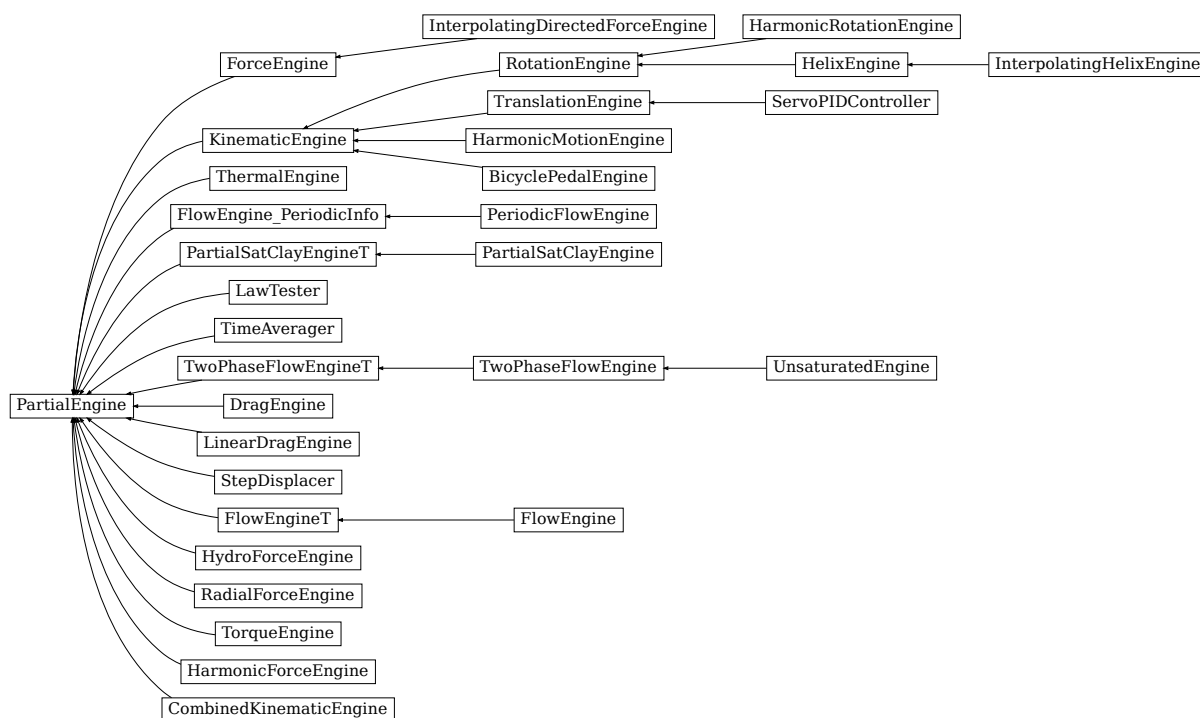 InterpolatingDirectedForceEngine
HarmonicRotationEngine
ForceEngine
RotationEngine
HelixEngine
InterpolatingHelixEngine
TranslationEngine
ServoPIDController
KinematicEngine
HarmonicMotionEngine
ThermalEngine
BicyclePedalEngine
FlowEngine_PeriodicInfo
PeriodicFlowEngine
PartialSatClayEngineT
PartialSatClayEngine
LawTester
TimeAverager
TwoPhaseFlowEngineT
TwoPhaseFlowEngine
UnsaturatedEngine
PartialEngine
DragEngine
LinearDragEngine
StepDisplacer
FlowEngineT
FlowEngine
HydroForceEngine
RadialForceEngine
TorqueEngine
HarmonicForceEngine
CombinedKinematicEngine